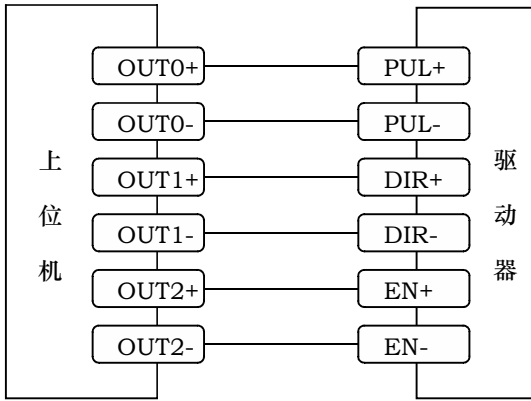 上位机
OUT0+
PUL+
OUT0-
PUL-
OUT1+
DIR+
OUT1-
DIR-
OUT2+
EN+
OUT2-
EN-
驱动器